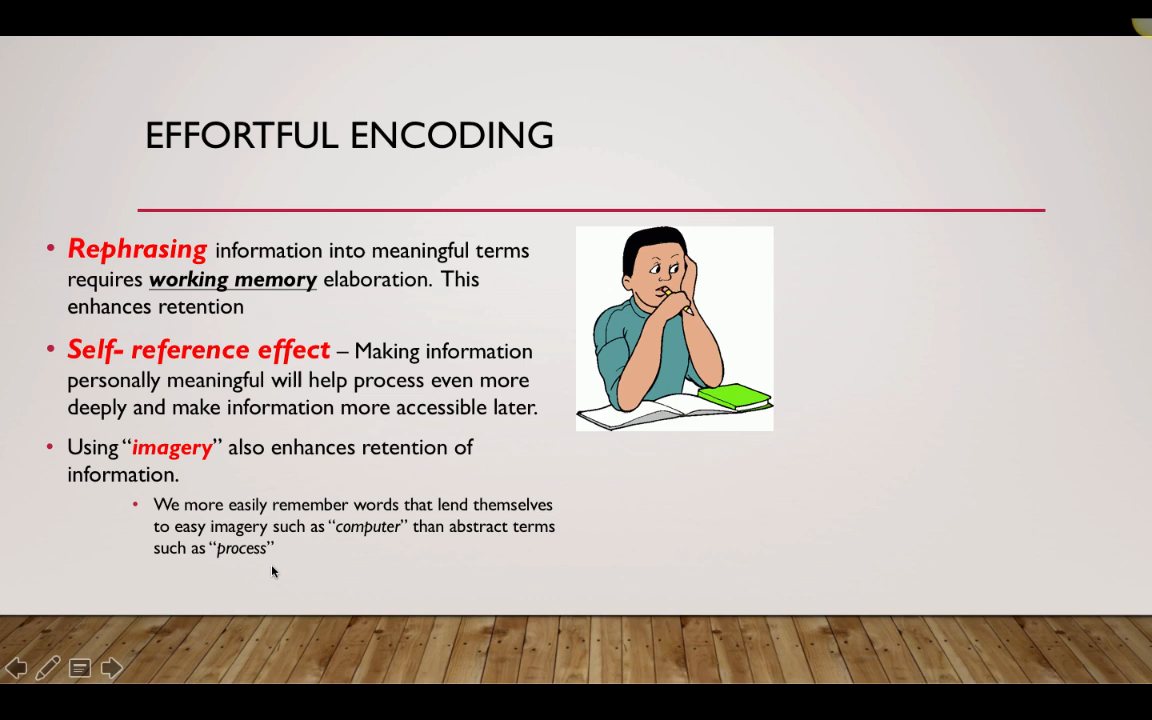 EFFORTFUL ENCODING
• Rephrasing information into meaningful terms
requires working memory elaboration. This
enhances retention
• Self- reference effect – Making information
personally meaningful will help process even more
deeply and make information more accessible later.
• Using “imagery” also enhances retention of
information.
• We more easily remember words that lend themselves
to easy imagery such as “computer” than abstract terms
such as “process”